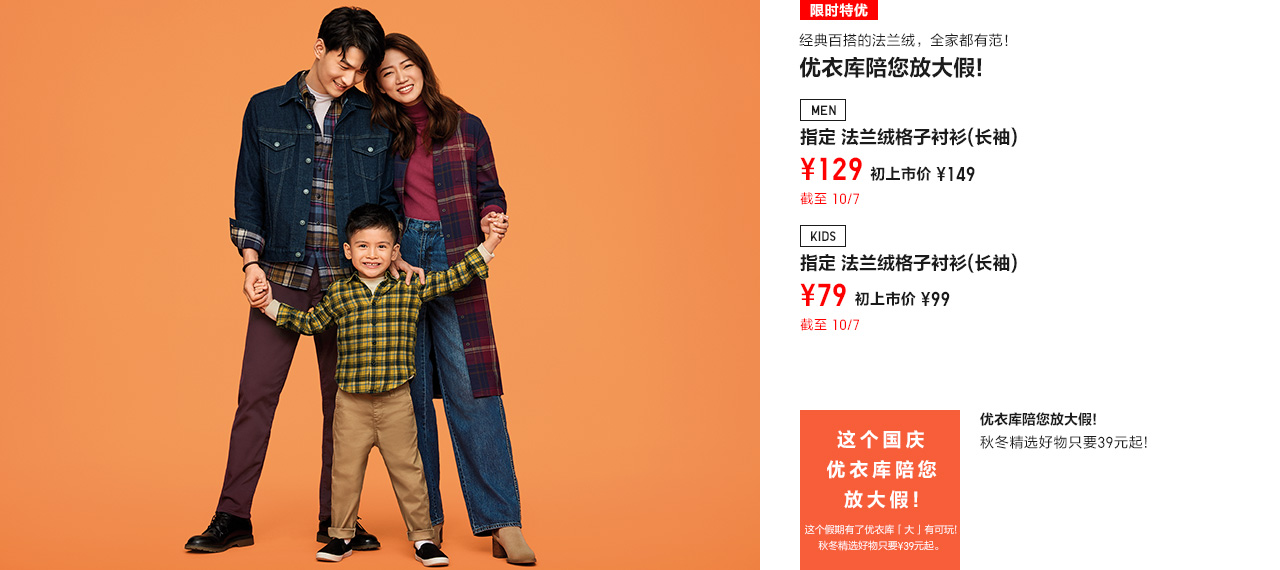 限时特优
经典百搭的法兰绒，全家都有范！
优衣库陪您放大假！
MEN
指定 法兰绒格子衬衫(长袖)
¥129 初上市价 ¥149
截至 10/7
KIDS
指定 法兰绒格子衬衫(长袖)
¥79 初上市价 ¥99
截至 10/7
这个国庆
优衣库陪您
放大假！
这个假期有了优衣库「大」有可玩!
秋冬精选好物只要¥39元起。
优衣库陪您放大假！
秋冬精选好物只要39元起！